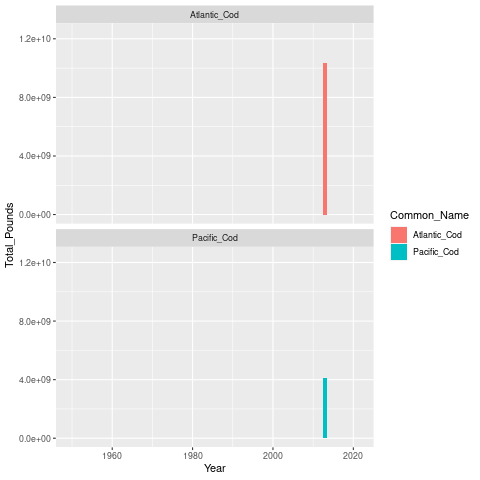 Atlantic_Cod
1.2e+10
8.0e+09
4.0e+09
0.0e+00
Pacific_Cod
1.2e+10
8.0e+09
4.0e+09
0.0e+00
1960 1980 2000 2020
Year
Total_Pounds
Common_Name
Atlantic_Cod
Pacific_Cod